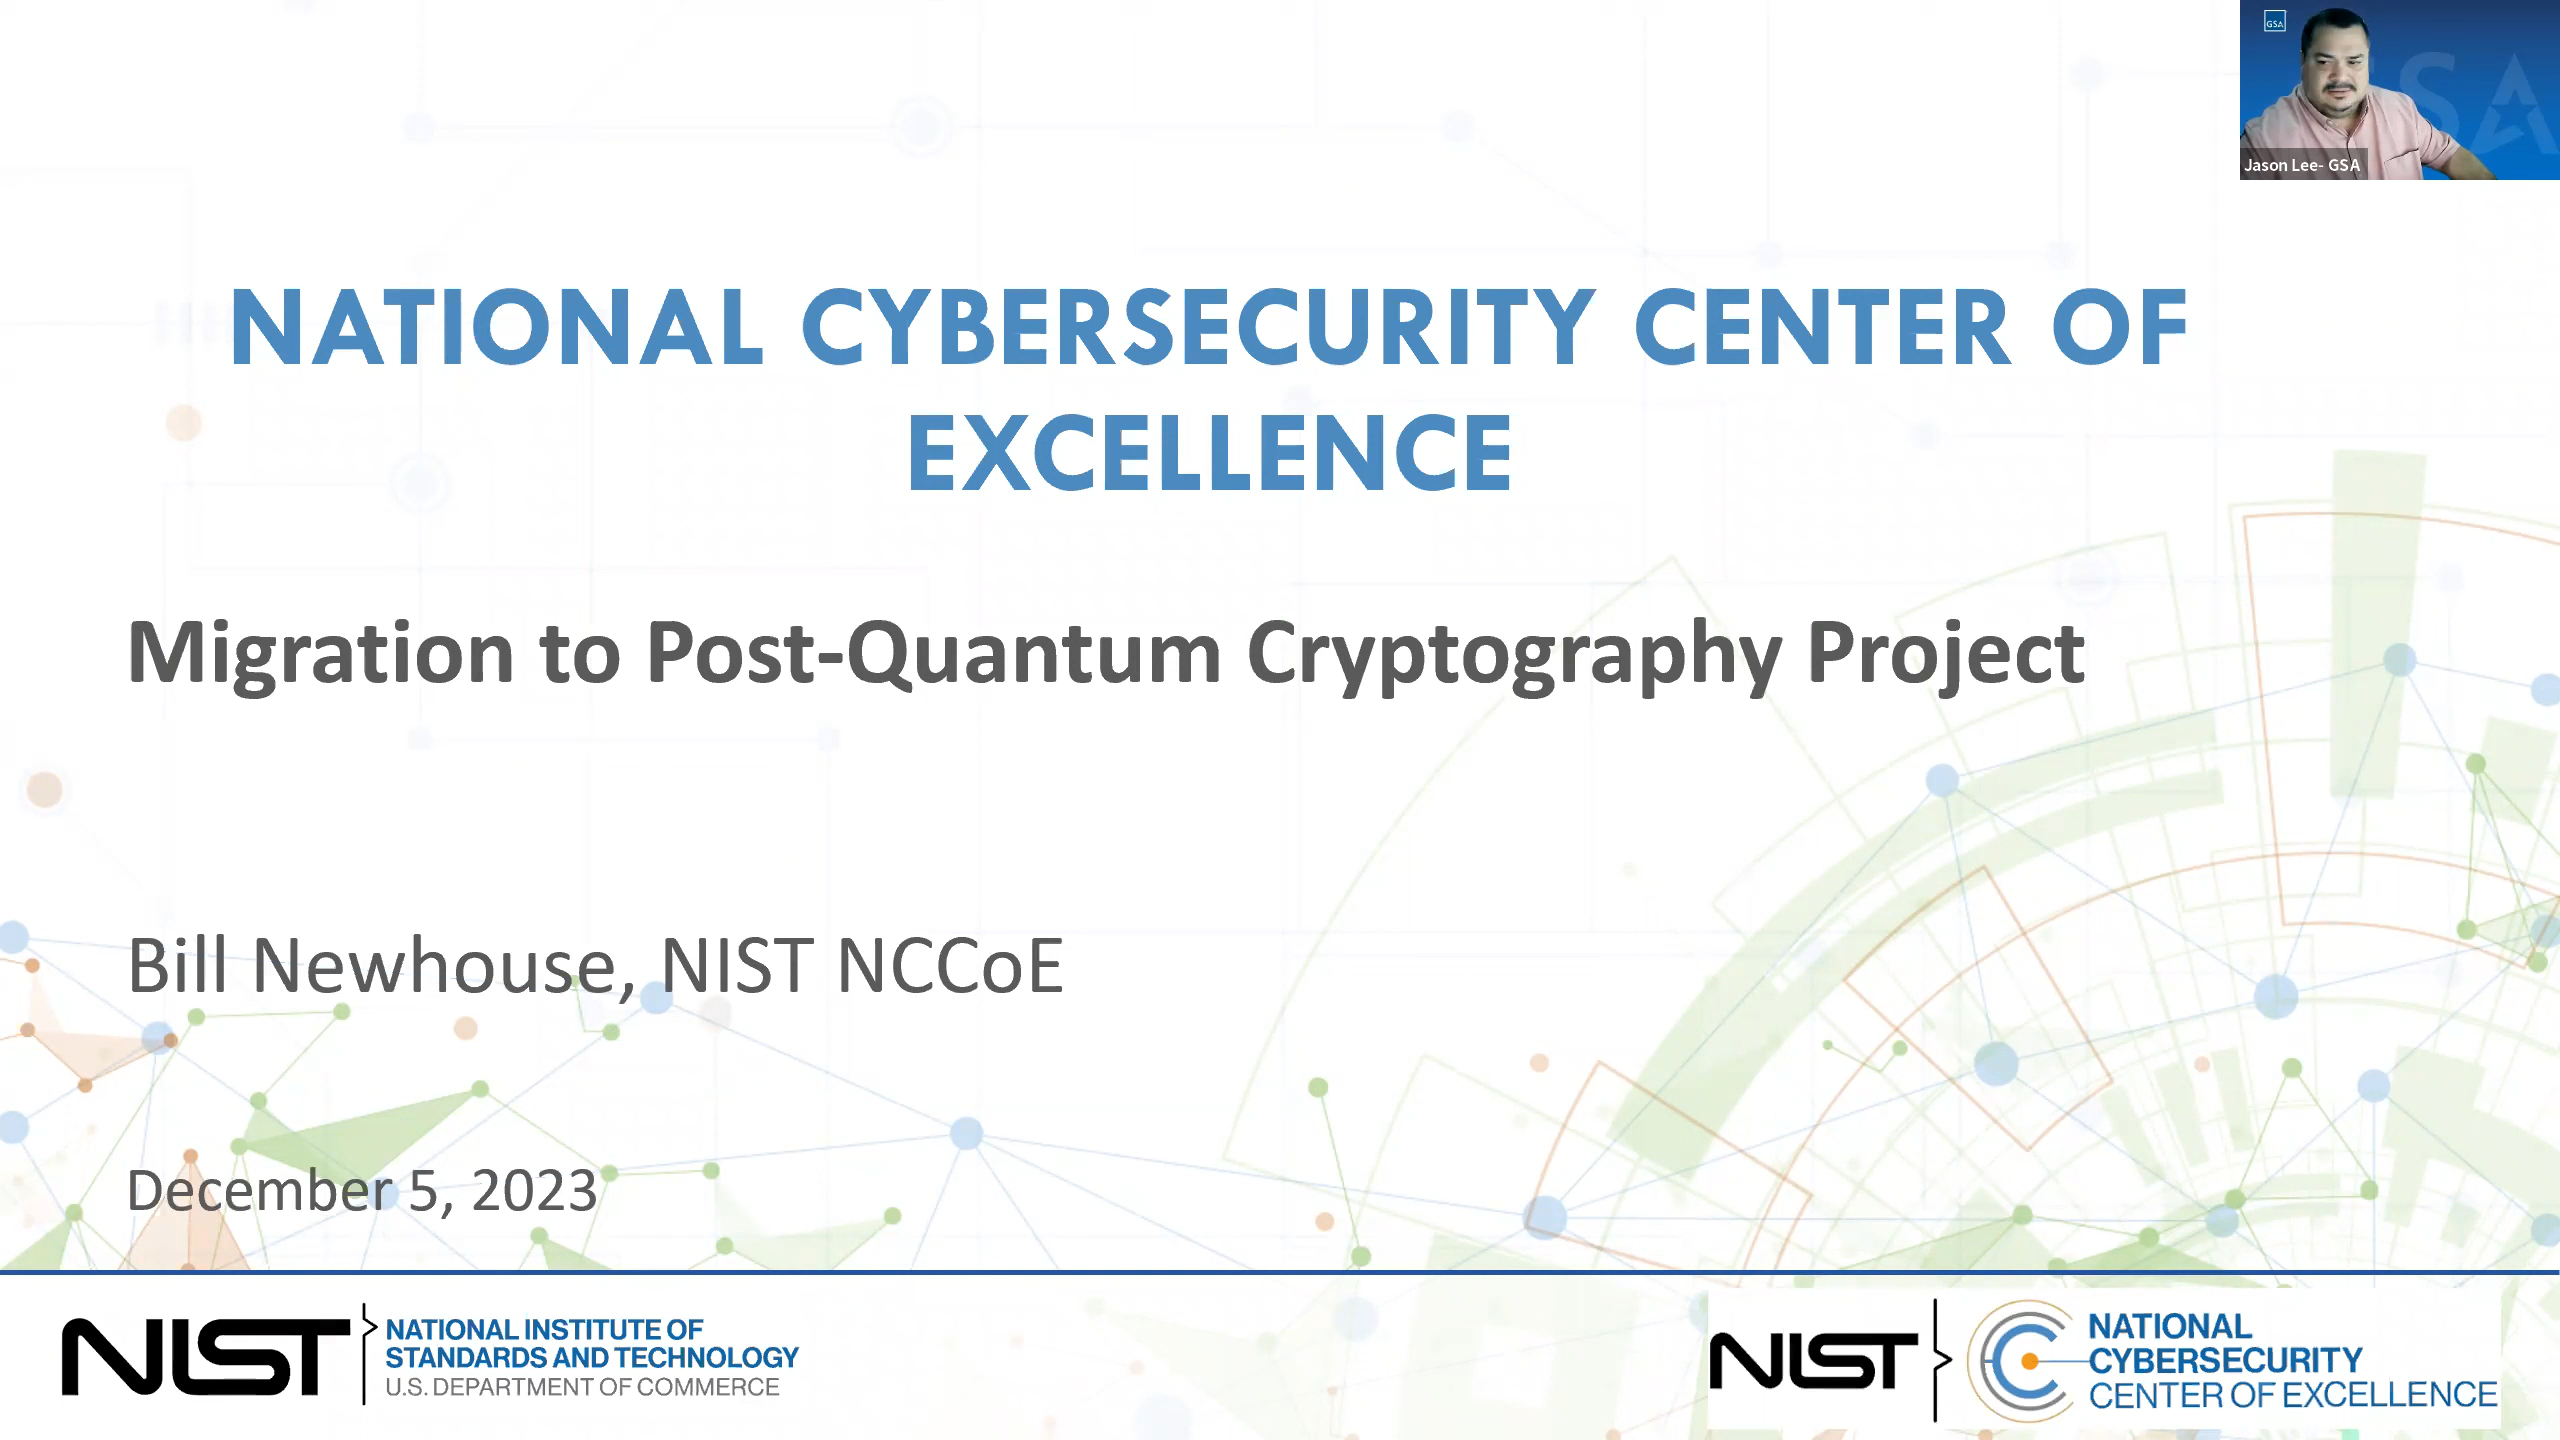 GSA
Jason Lee- GSA
NATIONAL CYBERSECURITY CENTER OF
EXCELLENCE
Migration to Post-Quantum Cryptography Project
Bill Newhouse, NIST NCCoE
December 5, 2023
NIST
NATIONAL INSTITUTE OF
STANDARDS AND TECHNOLOGY
U.S. DEPARTMENT OF COMMERCE
NIST
NATIONAL
CYBERSECURITY
CENTER OF EXCELLENCE